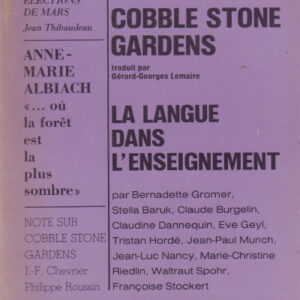 ÉLECTIONS
DE MARS
Jean Thibaudeau
ANNE-
MARIE
ALBIACH
«... où
la forêt
est
la
plus
sombre»
NOTE SUR
COBBLE STONE
GARDENS
J.-F. Chevrier
Philippe Roussin
COBBLE STONE
GARDENS
traduit par
Gérard-Georges Lemaire
LA LANGUE
DANS
L'ENSEIGNEMENT
par Bernadette Gromer,
Stella Baruk, Claude Burgelin,
Claudine Dannequin, Eve Geyl,
Tristan Hordé, Jean-Paul Munch,
Jean-Luc Nancy, Marie-Christine
Riedlin, Waltraut Spohr,
Françoise Stockert